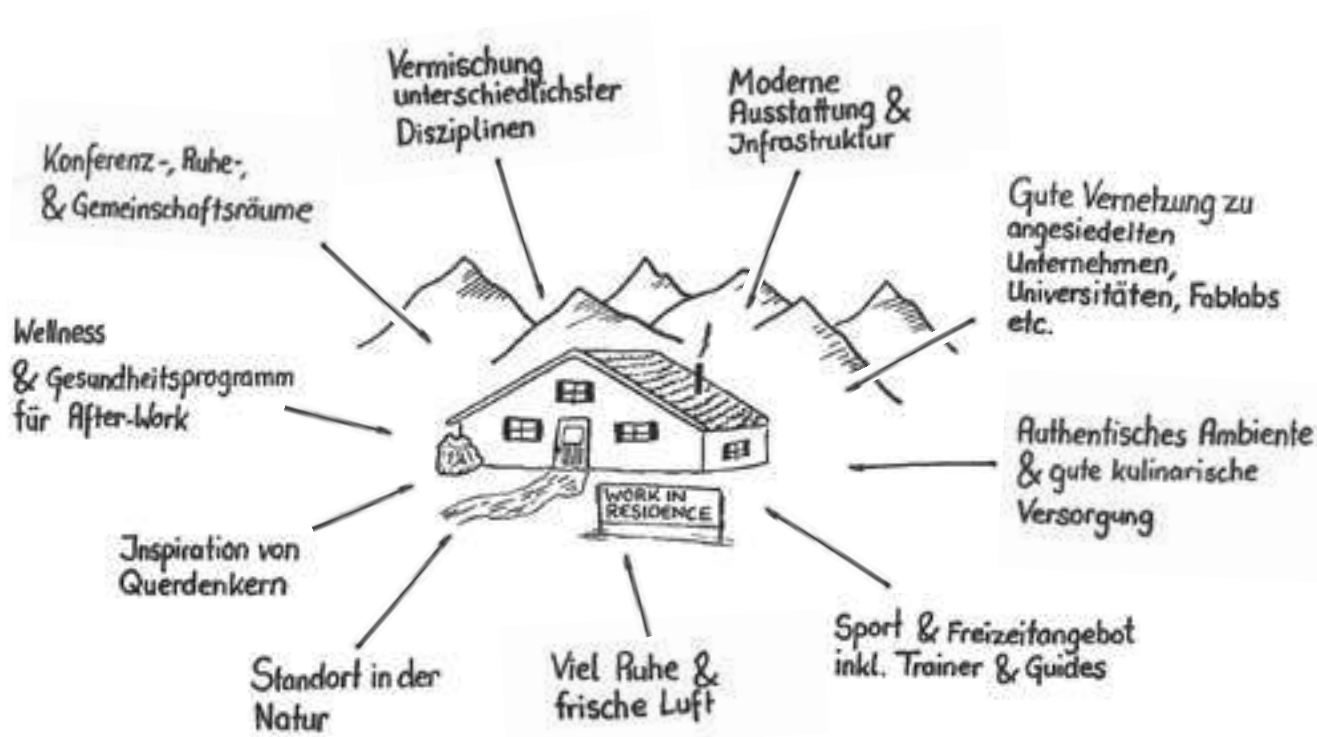 Vermischung
unterschiedlichster
Disziplinen
Moderne
Ausstattung &
Infrastruktur
Konferenz-, Ruhe-,
& Gemeinschaftsräume
Gute Vernetzung zu
angesiedelten
Unternehmen,
Universitäten, Fablabs
etc.
Wellness
& Gesundheitsprogramm
für After-Work
Authentisches Ambiente
& gute kulinarische
Versorgung
WORK IN
RESIDENCE
Inspiration von
Querdenkern
Sport & Freizeitangebot
inkl. Trainer & Guides
Standort in der
Natur
Viel Ruhe &
frische Luft